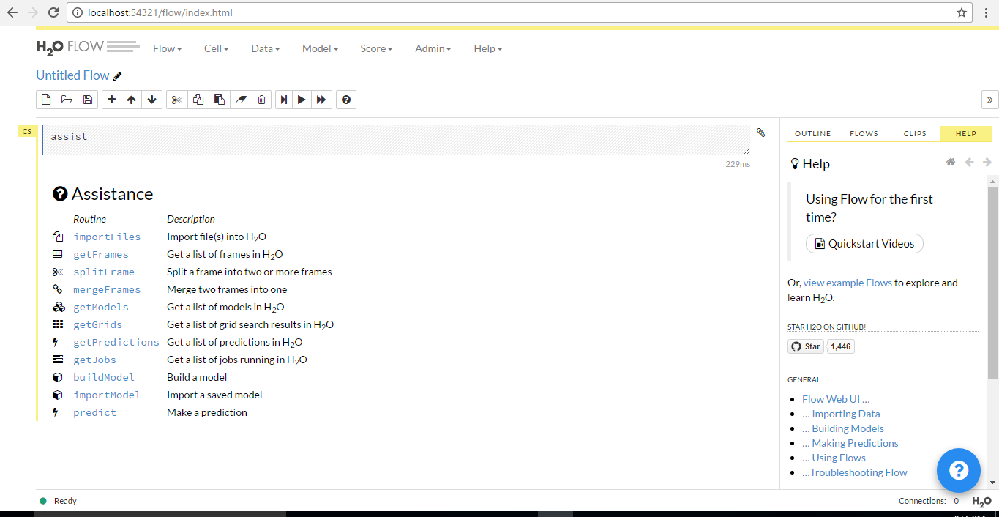 localhost:54321/flow/index.html
H2O FLOW Flow Cell Data Model Score Admin Help
Untitled Flow
CS
assist
229ms
Assistance
Routine Description
importFiles Import file(s) into H2O
getFrames Get a list of frames in H2O
splitFrame Split a frame into two or more frames
mergeFrames Merge two frames into one
getModels Get a list of models in H2O
getGrids Get a list of grid search results in H2O
getPredictions Get a list of predictions in H2O
getJobs Get a list of jobs running in H2O
buildModel Build a model
importModel Import a saved model
predict Make a prediction
OUTLINE FLOWS CLIPS HELP
Help
Using Flow for the first
time?
Quickstart Videos
Or, view example Flows to explore and
learn H2O.
STAR H2O ON GITHUB!
Star 1,446
GENERAL
Flow Web UI ...
... Importing Data
... Building Models
... Making Predictions
... Using Flows
...Troubleshooting Flow
Ready
Connections: 0 H2O